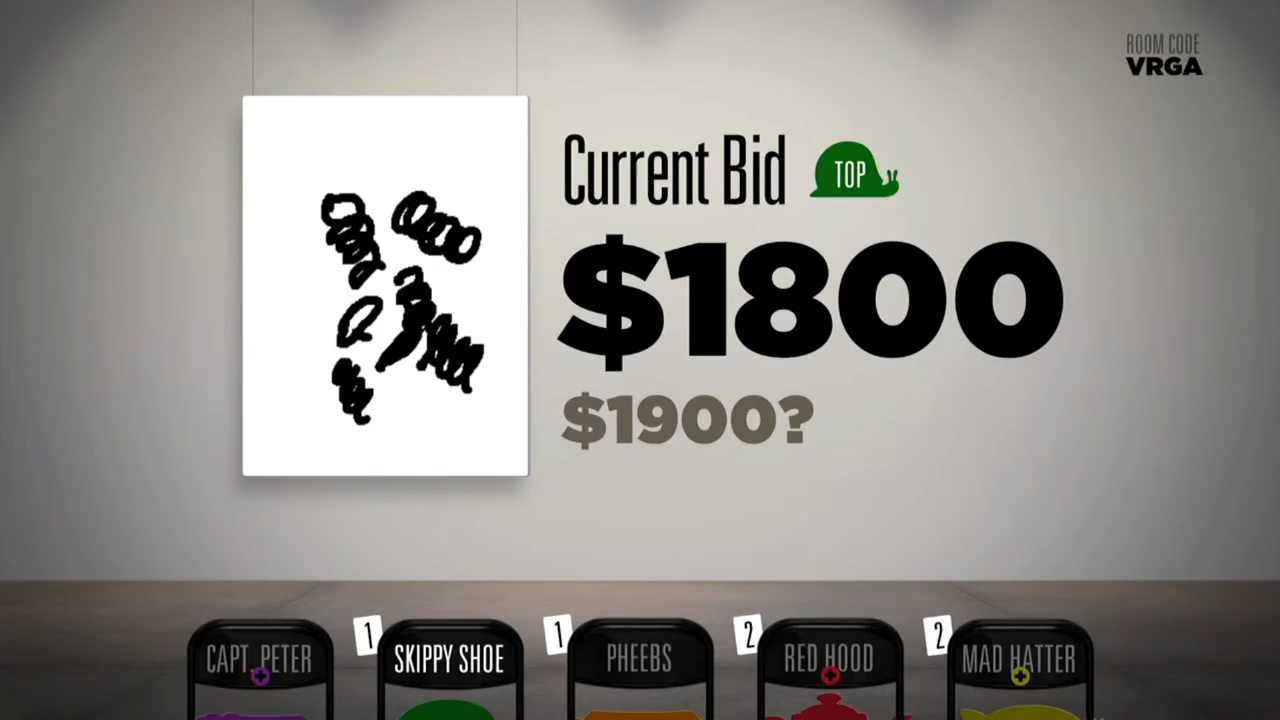 ROOM CODE
VRGA
Current Bid
TOP
$1800
$1900?
1
1
2
2
CAPT. PETER
SKIPPY SHOE
PHEEBS
RED HOOD
MAD HATTER